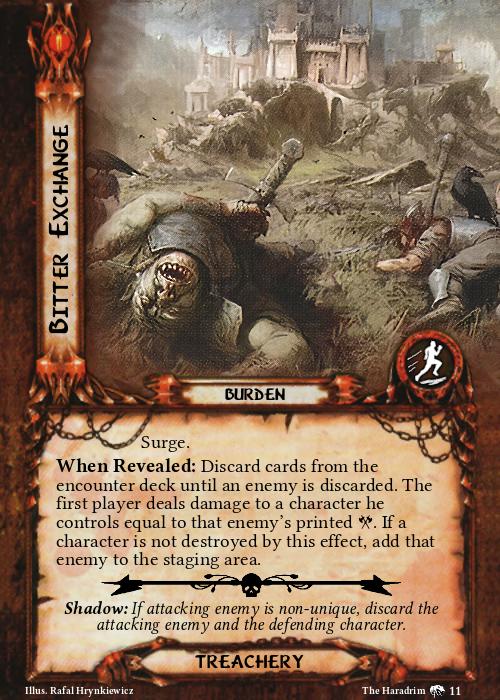 BITTER EXCHANGE
BURDEN
Surge.
When Revealed: Discard cards from the
encounter deck until an enemy is discarded. The
first player deals damage to a character he
controls equal to that enemy's printed . If a
character is not destroyed by this effect, add that
enemy to the staging area.
Shadow: If attacking enemy is non-unique, discard the
attacking enemy and the defending character.
TREACHERY
Illus. Rafal Hrynkiewicz
The Haradrim 11